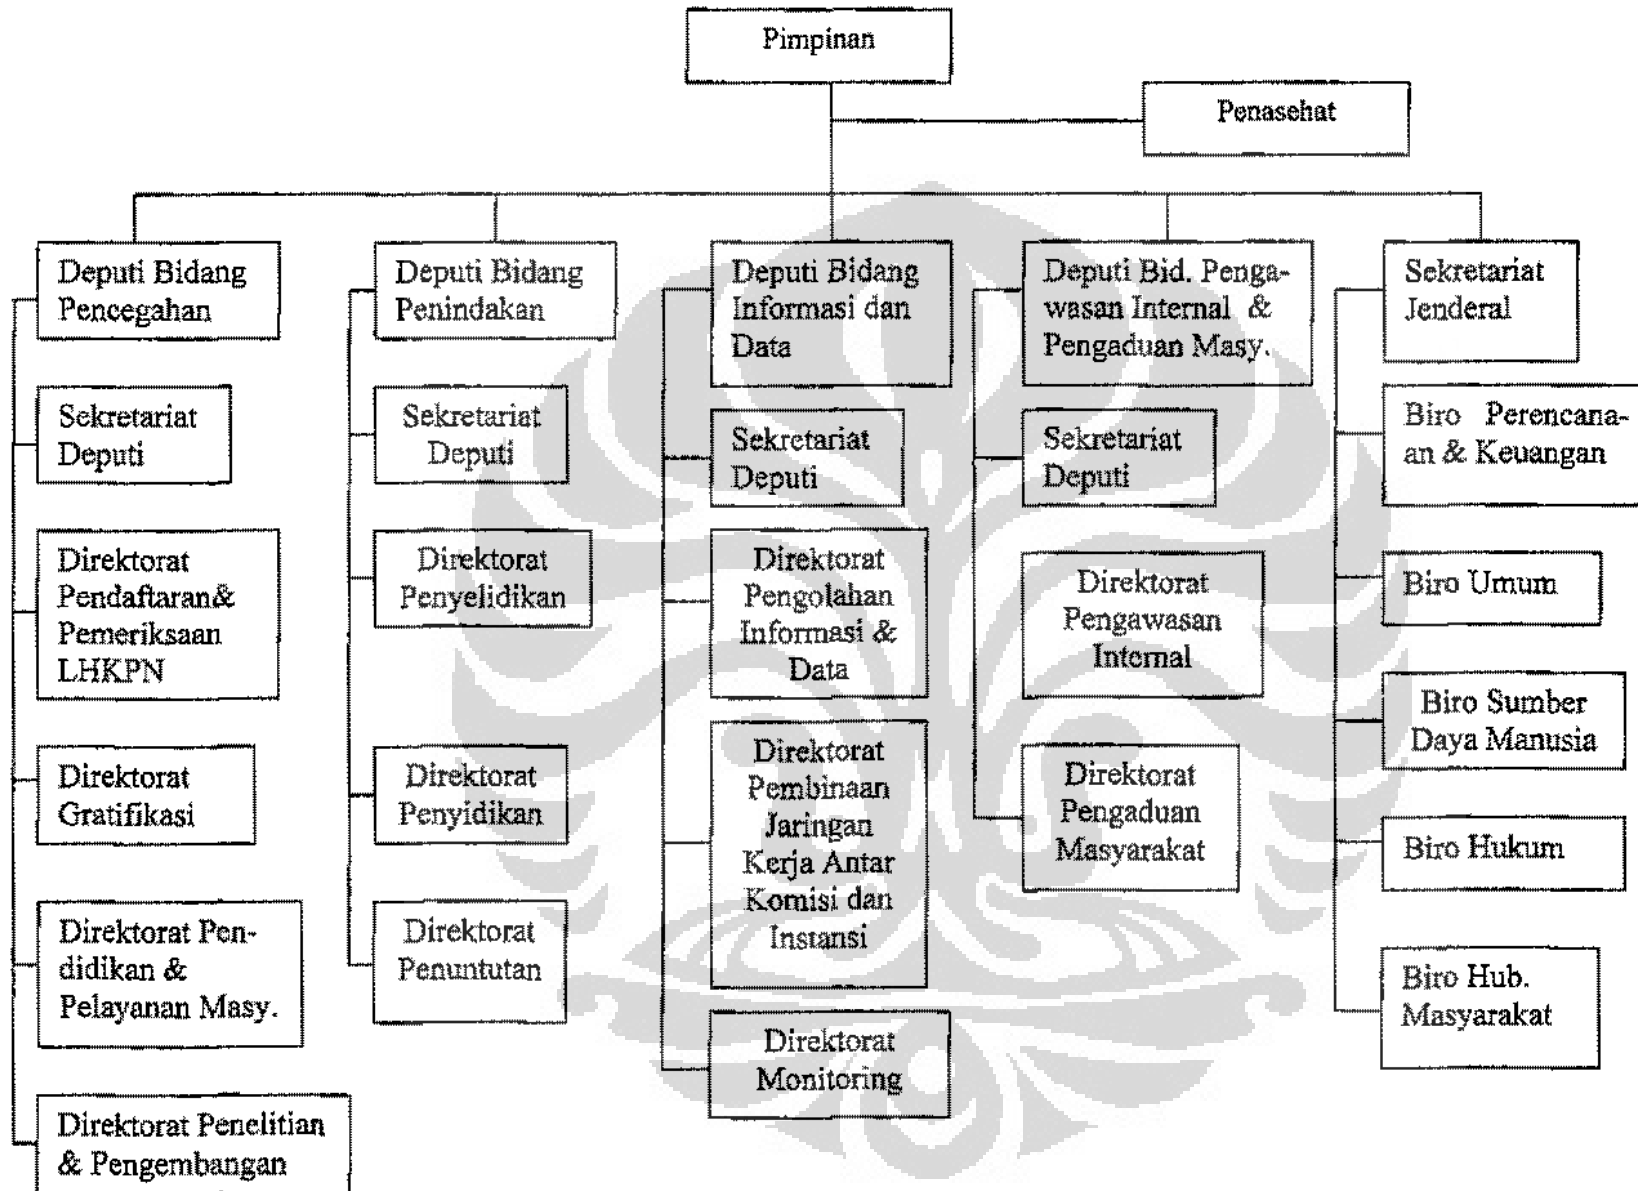 Pimpinan
Penasehat
Deputi Bidang
Pencegahan
Sekretariat
Deputi
Direktorat
Pendaftaran&
Pemeriksaan
LHKPN
Direktorat
Gratifikasi
Direktorat Pen-
didikan &
Pelayanan Masy.
Direktorat Penelitian
& Pengembangan
Deputi Bidang
Penindakan
Sekretariat
Deputi
Direktorat
Penyelidikan
Direktorat
Penyidikan
Direktorat
Penuntutan
Deputi Bidang
Informasi dan
Data
Sekretariat
Deputi
Direktorat
Pengolahan
Informasi &
Data
Direktorat
Pembinaan
Jaringan
Kerja Antar
Komisi dan
Instansi
Direktorat
Monitoring
Deputi Bid. Penga-
wasan Internal &
Pengaduan Masy.
Sekretariat
Deputi
Direktorat
Pengawasan
Internal
Direktorat
Pengaduan
Masyarakat
Sekretariat
Jenderal
Biro Perencana-
an & Keuangan
Biro Umum
Biro Sumber
Daya Manusia
Biro Hukum
Biro Hub.
Masyarakat